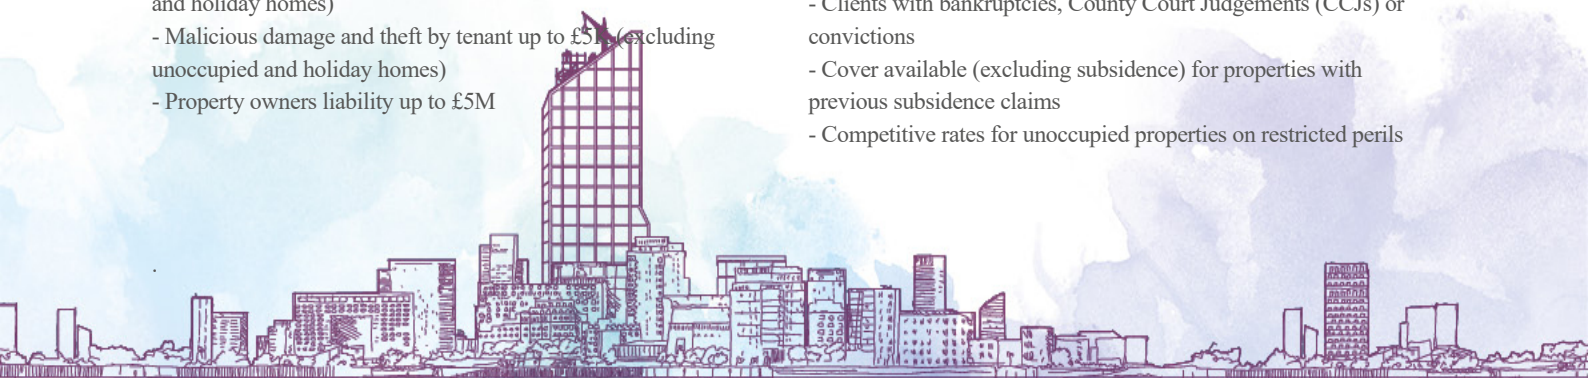 and holiday homes)
- Malicious damage and theft by tenant up to (excluding
unoccupied and holiday homes)
- Property owners liability up to £5M
.
- Clients with bankruptcies, County Court Judgements (CCJs) or
convictions
- Cover available (excluding subsidence) for properties with
previous subsidence claims
- Competitive rates for unoccupied properties on restricted perils